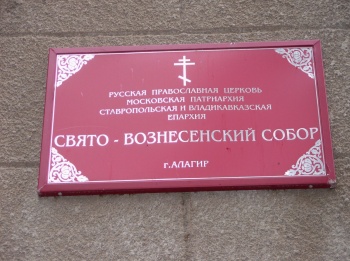 РУССКАЯ ПРАВОСЛАВНАЯ ЦЕРКОВЬ
МОСКОВСКАЯ ПАТРИАРХИЯ
СТАВРОПОЛЬСКАЯ И ВЛАДИКАВКАЗСКАЯ
ЕПАРХИЯ
СВЯТО - ВОЗНЕСЕНСКИЙ СОБОР
г.АЛАГИР